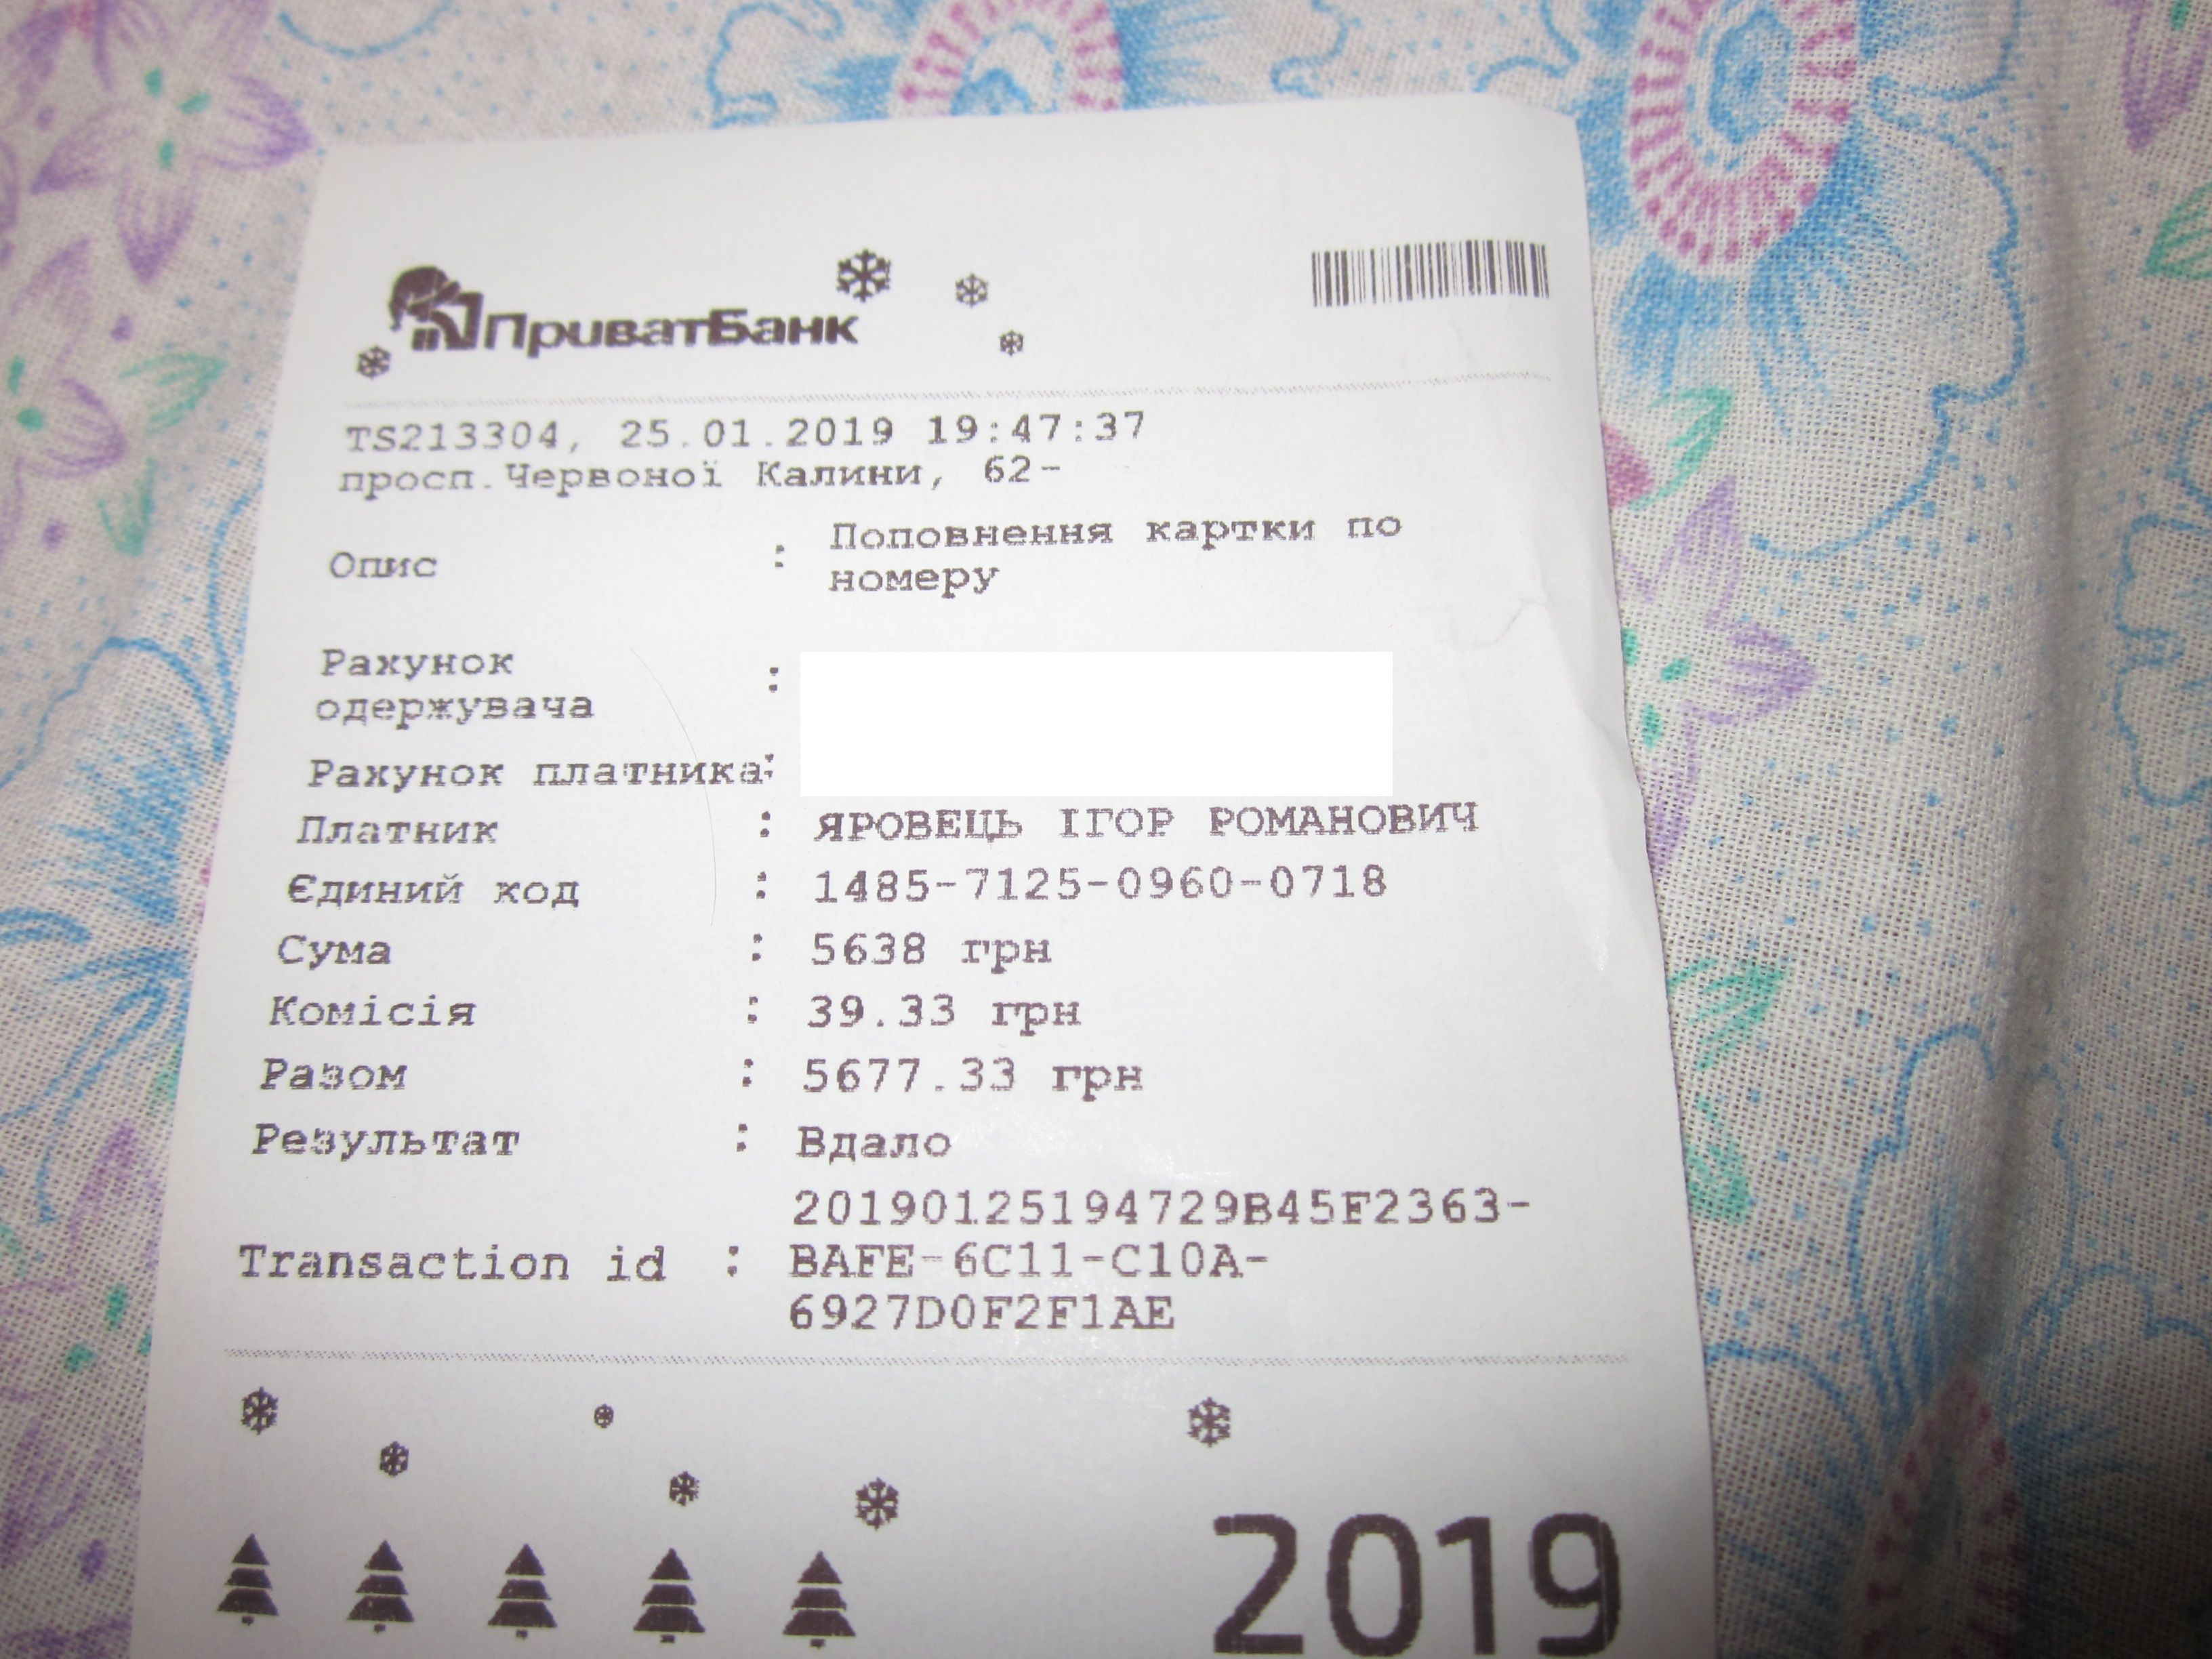 ПриватБанк
TS213304, 25.01.2019 19:47:37
просп.Червоної Калини, 62-
Опис : Поповнення картки по номеру
Рахунок одержувача :
Рахунок платника:
Платник : ЯРОВЕЦЬ ІГОР РОМАНОВИЧ
Єдиний код : 1485-7125-0960-0718
Сума : 5638 грн
Комісія : 39.33 грн
Разом : 5677.33 грн
Результат : Вдало
Transaction id : 20190125194729B45F2363-
BAFE-6C11-C10A-
6927D0F2F1AE
2019